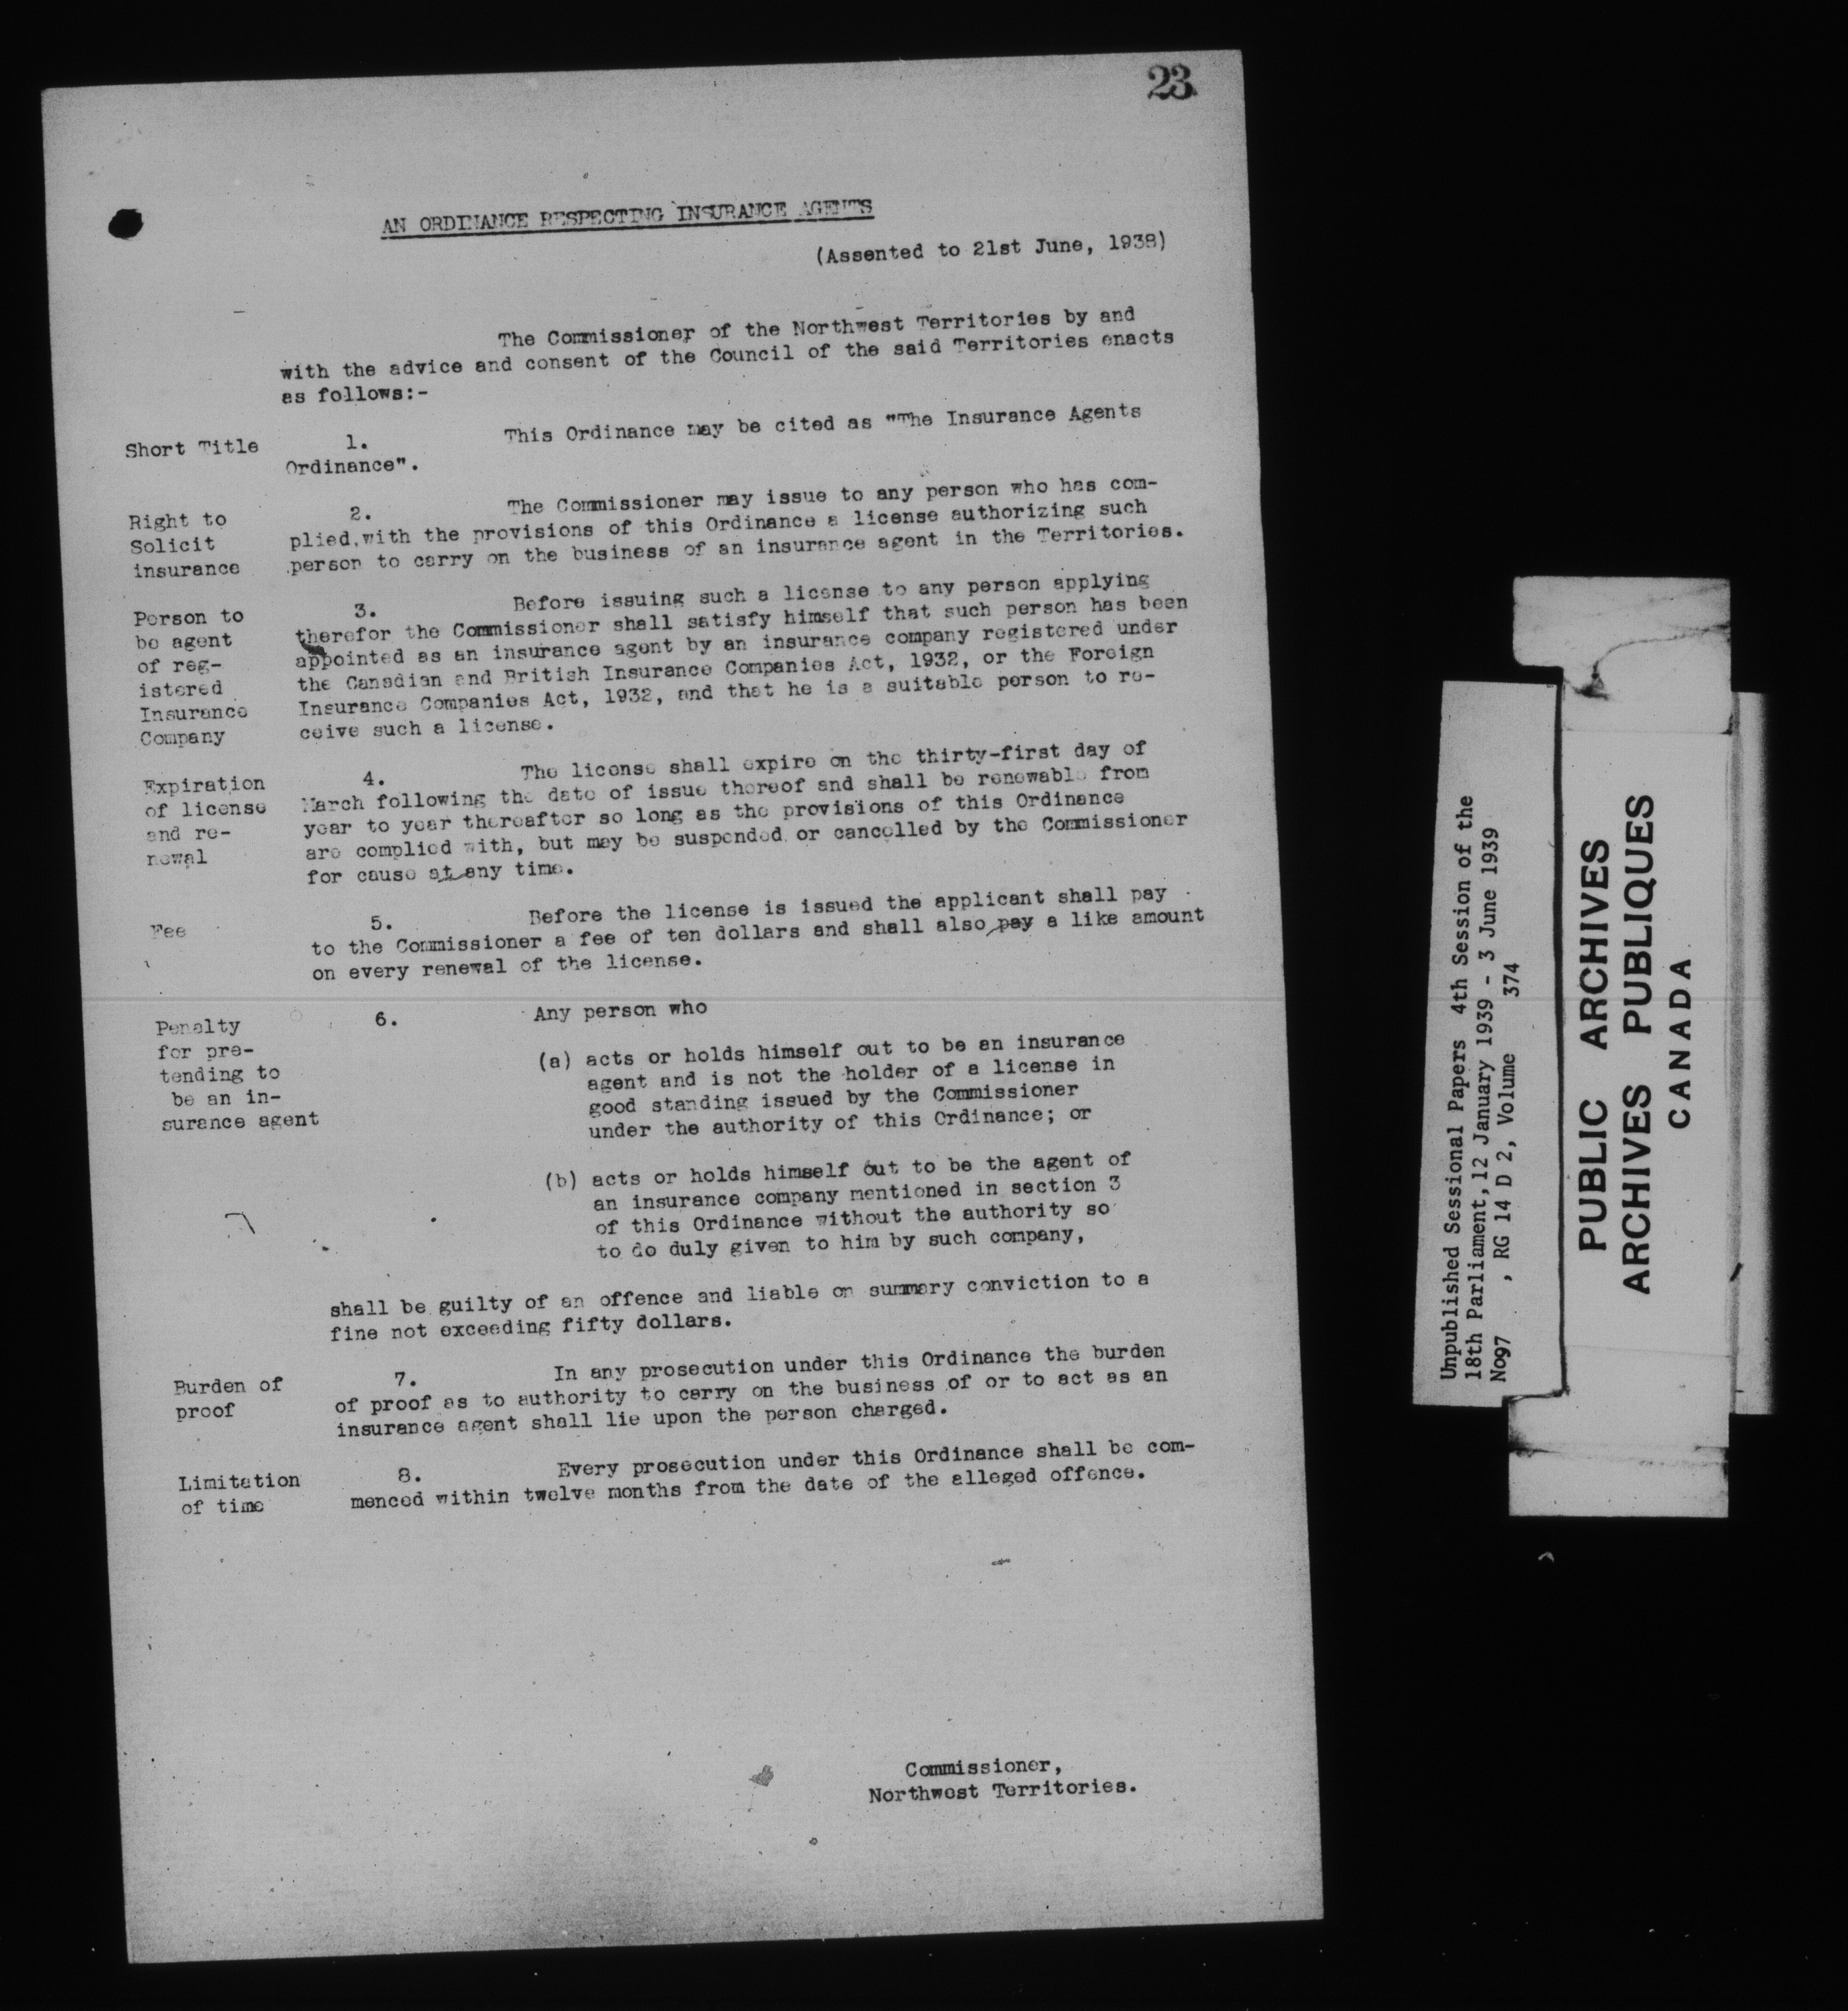 23
AN ORDINANCE RESPECTING INSURANCE AGENTS
(Assented to 21st June, 1938)
The Commissioner of the Northwest Territories by and
with the advice and consent of the Council of the said Territories enacts
as follows:-
Short Title 1. This Ordinance may be cited as "The Insurance Agents
Ordinance".
Right to 2. The Commissioner may issue to any person who has com-
Solicit plied with the provisions of this Ordinance a license authorizing such
insurance person to carry on the business of an insurance agent in the Territories.
Person to 3. Before issuing such a license to any person applying
be agent therefor the Commissioner shall satisfy himself that such person has been
of reg- appointed as an insurance agent by an insurance company registered under
istered the Canadian and British Insurance Companies Act, 1932, or the Foreign
Insurance Insurance Companies Act, 1932, and that he is a suitable person to re-
Company ceive such a license.
Expiration 4. The license shall expire on the thirty-first day of
of license March following the date of issue thereof and shall be renewable from
and re- year to year thereafter so long as the provisions of this Ordinance
newal are complied with, but may be suspended or cancelled by the Commissioner
for cause at any time.
Fee 5. Before the license is issued the applicant shall pay
to the Commissioner a fee of ten dollars and shall also pay a like amount
on every renewal of the license.
Penalty 6. Any person who
for pre-
tending to
be an in-
surance agent
(a) acts or holds himself out to be an insurance
agent and is not the holder of a license in
good standing issued by the Commissioner
under the authority of this Ordinance; or
(b) acts or holds himself out to be the agent of
an insurance company mentioned in section 3
of this Ordinance without the authority so
to do duly given to him by such company,
shall be guilty of an offence and liable on summary conviction to a
fine not exceeding fifty dollars.
Burden of 7. In any prosecution under this Ordinance the burden
proof of proof as to authority to carry on the business of or to act as an
insurance agent shall lie upon the person charged.
Limitation 8. Every prosecution under this Ordinance shall be com-
of time menced within twelve months from the date of the alleged offence.
Commissioner,
Northwest Territories.
Unpublished Sessional Papers 4th Session of the
18th Parliament, 12 January 1939 - 3 June 1939
No97 , RG 14 D 2, Volume 374
PUBLIC ARCHIVES
ARCHIVES PUBLIQUES
CANADA